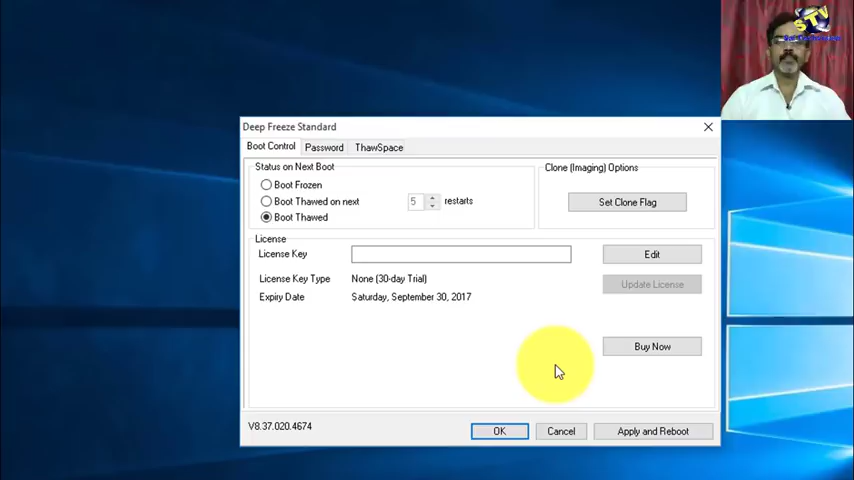 STV
Deep Freeze Standard
Boot Control Password ThawSpace
Status on Next Boot
Boot Frozen
Boot Thawed on next 5 restarts
Boot Thawed
Clone (Imaging) Options
Set Clone Flag
License
License Key Edit
License Key Type None (30-day Trial) Update License
Expiry Date Saturday, September 30, 2017
Buy Now
V8.37.020.4674 OK Cancel Apply and Reboot